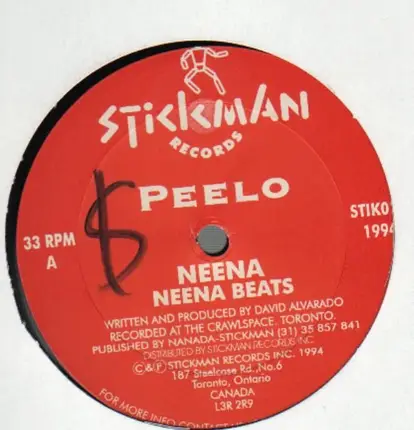 STICKMAN
RECORDS
PEELO
33 RPM
A
1994
NEENA
NEENA BEATS
WRITTEN AND PRODUCED BY DAVID ALVARADO
RECORDED AT THE CRAWLSPACE. TORONTO.
PUBLISHED BY NANADA-STICKMAN (31) 35 857 841
DISTRIBUTED BY STICKMAN RECORDS INC
©&℗ STICKMAN RECORDS INC. 1994
187 Steelcase Rd., No.6
Toronto, Ontario
CANADA
L3R 2R9
FOR MORE INFO CONTACT